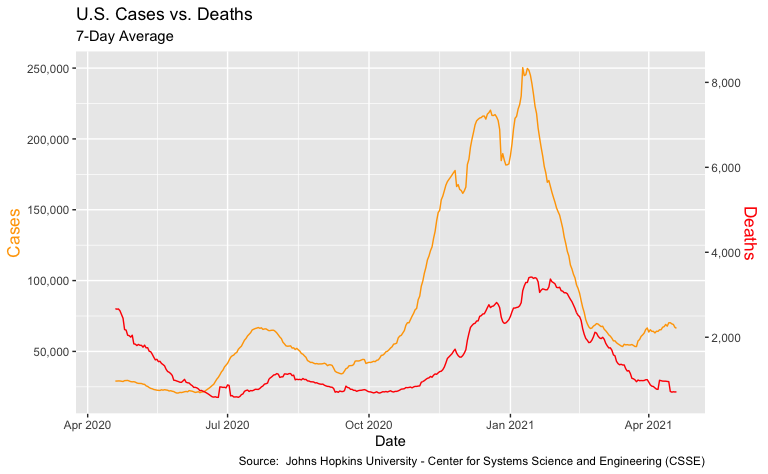 U.S. Cases vs. Deaths
7-Day Average
250,000
200,000
150,000
100,000
50,000
Cases
8,000
6,000
4,000
2,000
Deaths
Apr 2020
Jul 2020
Oct 2020
Jan 2021
Apr 2021
Date
Source:  Johns Hopkins University - Center for Systems Science and Engineering (CSSE)